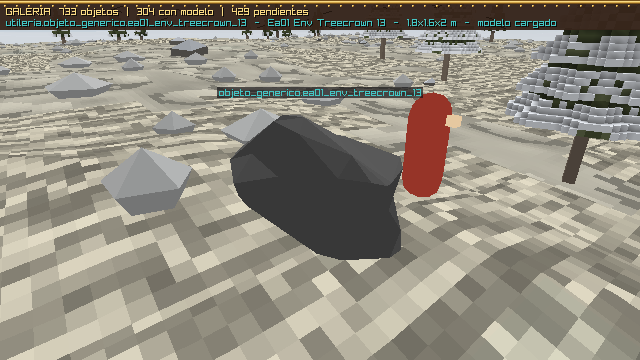 GALERIA  733 objetos | 304 con modelo | 429 pendientes
utileria.objeto_generico.ea01_env_treecrown_13  -  Ea01 Env Treecrown 13  -  1.8x1.6x2 m  -  modelo cargado
objeto_generico.ea01_env_treecrown_13